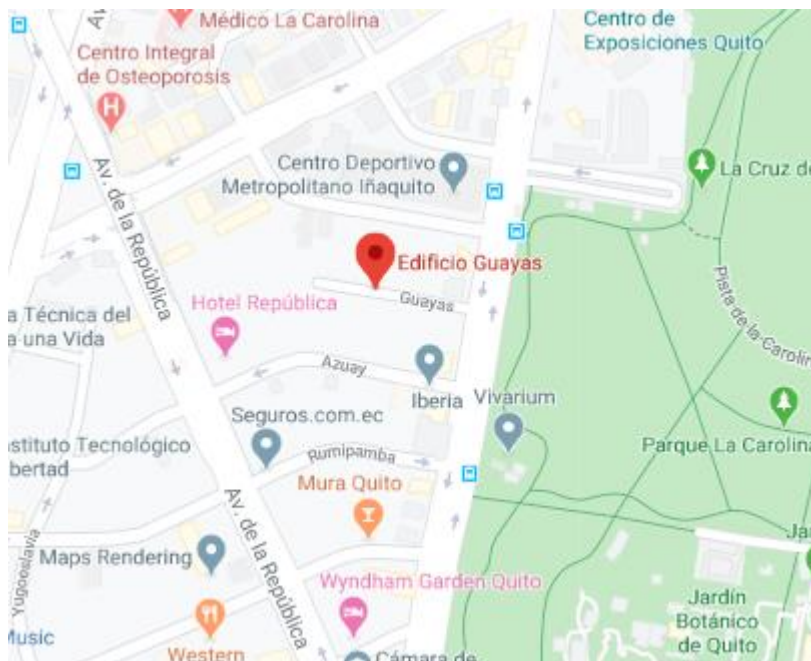 Médico La Carolina
Centro Integral
de Osteoporosis
H
Centro de
Exposiciones Quito
Centro Deportivo
Metropolitano Iñaquito
La Cruz de
Av. de la República
Edificio Guayas
Guayas
Pista de la Carolina
Hotel República
a Técnica del
a una Vida
Azuay
Iberia
Vivarium
Seguros.com.ec
stituto Tecnológico
bertad
Rumipamba
Parque La Carolina
Mura Quito
Av. de la República
Maps Rendering
Yugoeslavia
Wyndham Garden Quito
Jardín
Botánico
de Quito
Music
Western
Cámara de